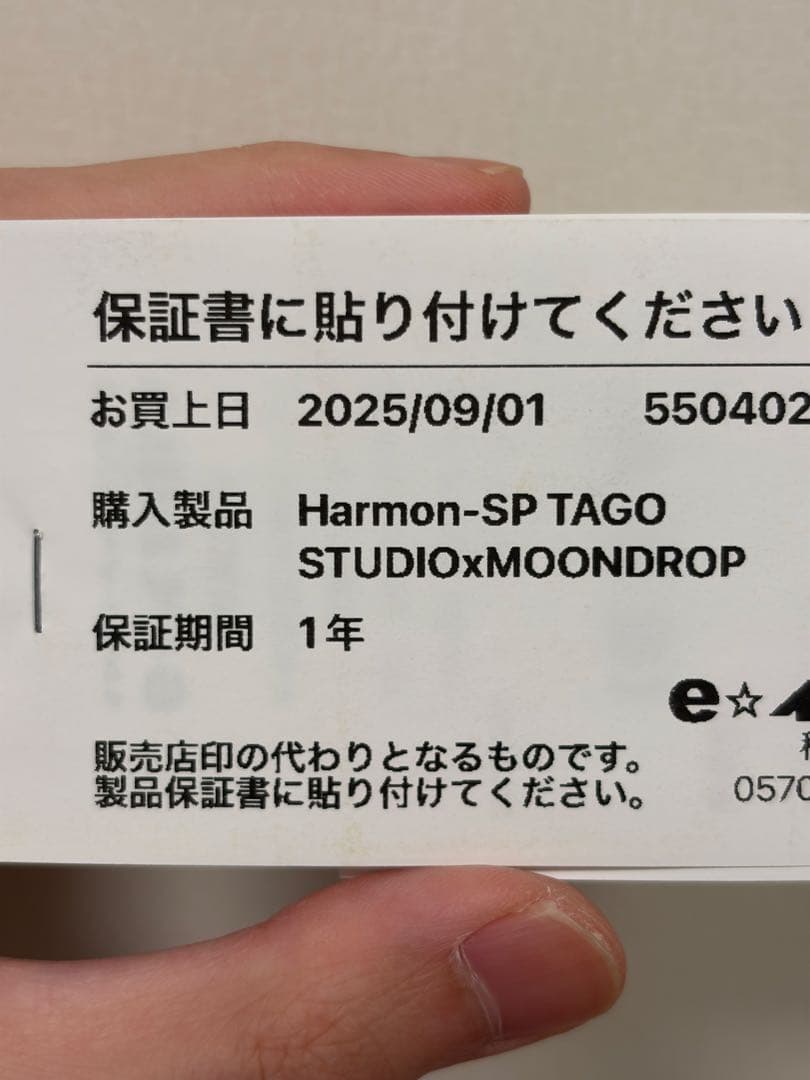 保証書に貼り付けてください
お買上日 2025/09/01 550402
購入製品 Harmon-SP TAGO
STUDIOxMOONDROP
保証期間 1年
e☆
販売店印の代わりとなるものです。
製品保証書に貼り付けてください。 0570